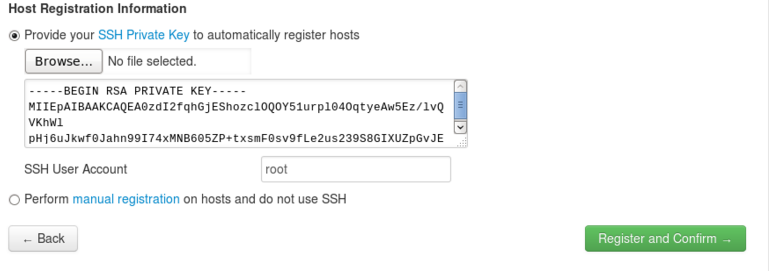 Host Registration Information
Provide your SSH Private Key to automatically register hosts
Browse... No file selected.
-----BEGIN RSA PRIVATE KEY-----
MIIEpAIBAAKCAQEA0zdI2fqhGjEShozclOQOY51urpl04OqtyeAw5Ez/lvQ
VKhWl
pHj6uJkwf0Jahn99I74xMNB605ZP+txsmF0sv9fLe2us239S8GIXUZpGvJE
SSH User Account root
Perform manual registration on hosts and do not use SSH
← Back Register and Confirm →